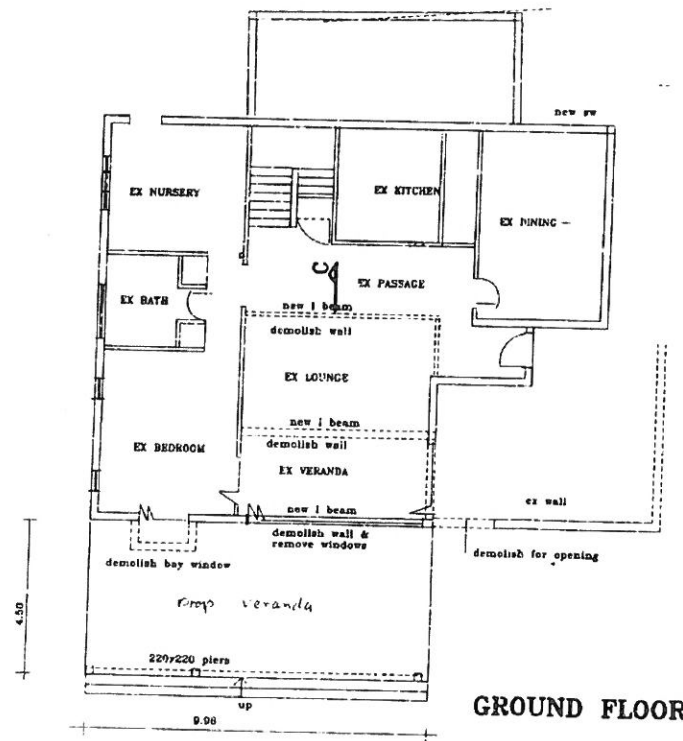 new sw
EX NURSERY
EX KITCHEN
EX DINING
C
EX PASSAGE
EX BATH
new I beam
demolish wall
EX LOUNGE
new I beam
demolish wall
EX BEDROOM
EX VERANDA
new I beam
ex wall
demolish wall &
remove windows
demolish for opening
demolish bay window
4.50
Prop veranda
220x220 piers
up
9.96
GROUND FLOOR